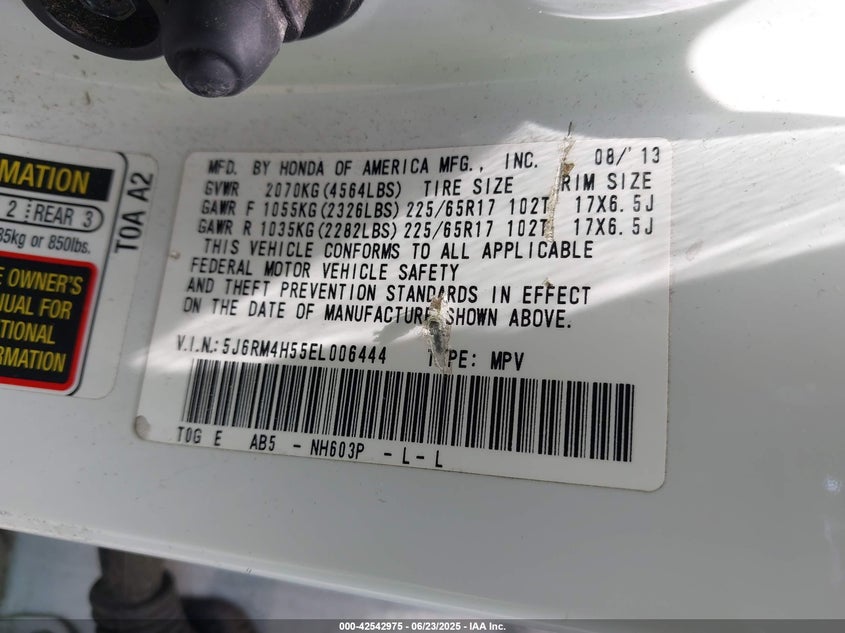 MATION
2 REAR 3
85kg or 850lbs.
E OWNER'S
NUAL FOR
TIONAL
RMATION
TOA A2
MFD. BY HONDA OF AMERICA MFG., INC. 08/'13
GVWR 2070KG(4564LBS) TIRE SIZE RIM SIZE
GAWR F 1055KG(2326LBS) 225/65R17 102T 17X6.5J
GAWR R 1035KG(2282LBS) 225/65R17 102T 17X6.5J
THIS VEHICLE CONFORMS TO ALL APPLICABLE
FEDERAL MOTOR VEHICLE SAFETY
AND THEFT PREVENTION STANDARDS IN EFFECT
ON THE DATE OF MANUFACTURE SHOWN ABOVE.
V.I.N.: 5J6RM4H55EL006444 TYPE: MPV
TOG E AB5 - NH603P - L - L
000-42542975 - 06/23/2025 - IAA Inc.